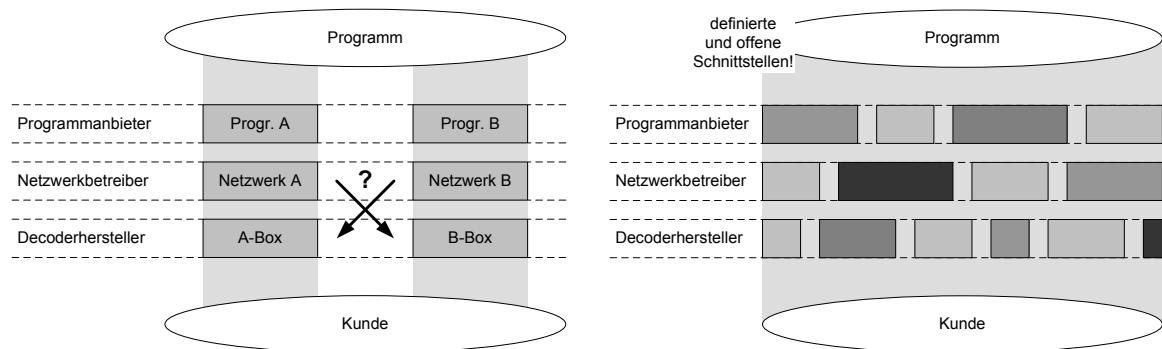 Programm
Programmanbieter
Progr. A
Progr. B
Netzwerkbetreiber
Netzwerk A
?
Netzwerk B
Decoderhersteller
A-Box
B-Box
Kunde
definierte
und offene
Schnittstellen!
Programm
Programmanbieter
Netzwerkbetreiber
Decoderhersteller
Kunde